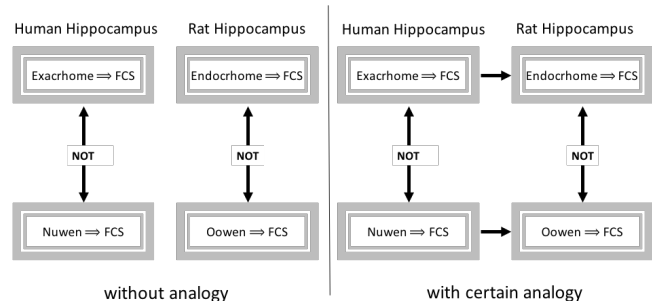 Human Hippocampus Rat Hippocampus
Exacrhome ⟹ FCS Endocrhome ⟹ FCS
NOT NOT
Nuwen ⟹ FCS Oowen ⟹ FCS
without analogy
Human Hippocampus Rat Hippocampus
Exacrhome ⟹ FCS Endocrhome ⟹ FCS
NOT NOT
Nuwen ⟹ FCS Oowen ⟹ FCS
with certain analogy